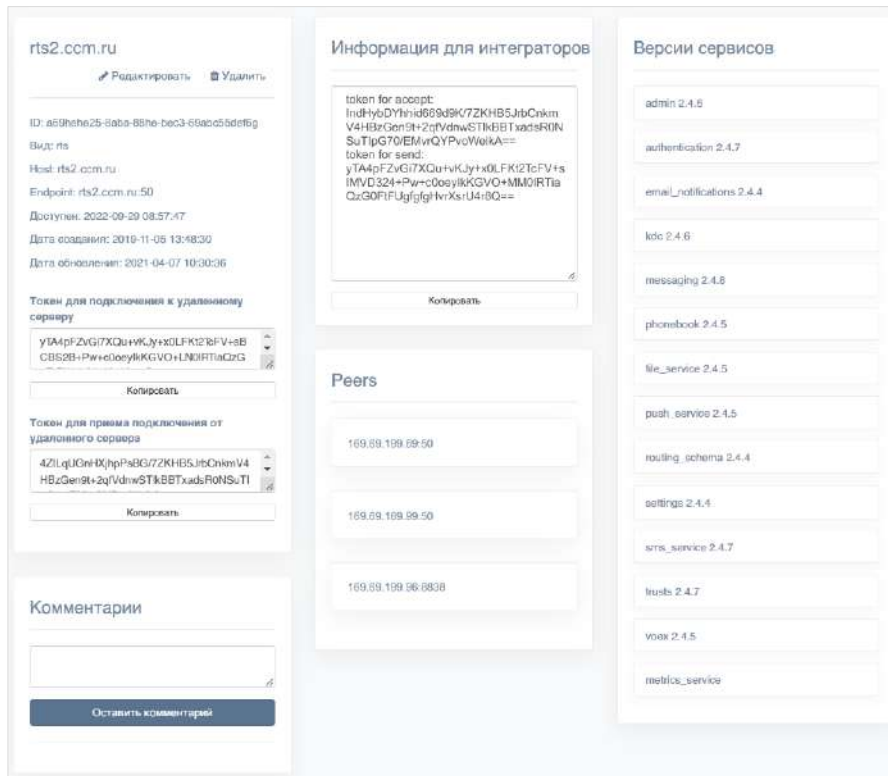 rts2.ccm.ru
Редактировать Удалить
Вид: rts
Host: rts2.ccm.ru
Endpoint: rts2.ccm.ru:50
Доступен: 2022-09-29 08:57:47
Дата создания: 2019-11-05 13:48:30
Дата обновления: 2021-04-07 10:30:36
Токен для подключения к удаленному
серверу
Копировать
Токен для приема подключения от
удаленного сервера
Копировать
Комментарии
Оставить комментарий
Информация для интеграторов
token for accept:
token for send:
Копировать
Peers
169.69.199.69:50
169.69.169.99:50
169.69.199.96:8838
Версии сервисов
admin 2.4.6
authentication 2.4.7
email_notifications 2.4.4
kdc 2.4.6
messaging 2.4.8
phonebook 2.4.5
file_service 2.4.5
push_service 2.4.5
routing_schema 2.4.4
settings 2.4.4
sms_service 2.4.7
trusts 2.4.7
voex 2.4.5
metrics_service